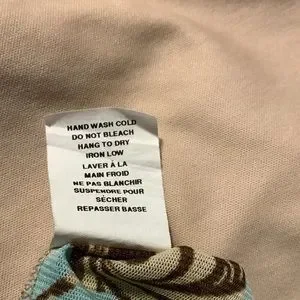 HAND WASH COLD
DO NOT BLEACH
HANG TO DRY
IRON LOW
LAVER À LA
MAIN FROID
NE PAS BLANCHIR
SUSPENDRE POUR
SÉCHER
REPASSER BASSE